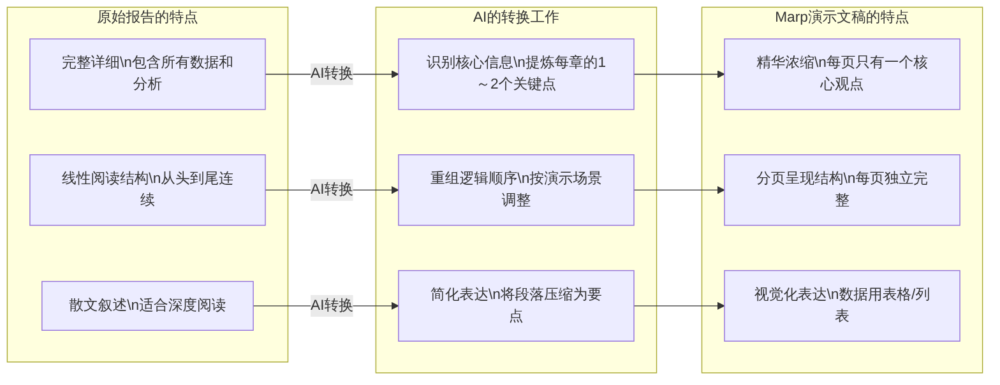 原始报告的特点
完整详细\n包含所有数据和
分析
线性阅读结构\n从头到尾连
续
散文叙述\n适合深度阅读
AI转换
AI转换
AI转换
AI的转换工作
识别核心信息\n提炼每章的1
～2个关键点
重组逻辑顺序\n按演示场景
调整
简化表达\n将段落压缩为要
点
Marp演示文稿的特点
精华浓缩\n每页只有一个核
心观点
分页呈现结构\n每页独立完
整
视觉化表达\n数据用表格/列
表